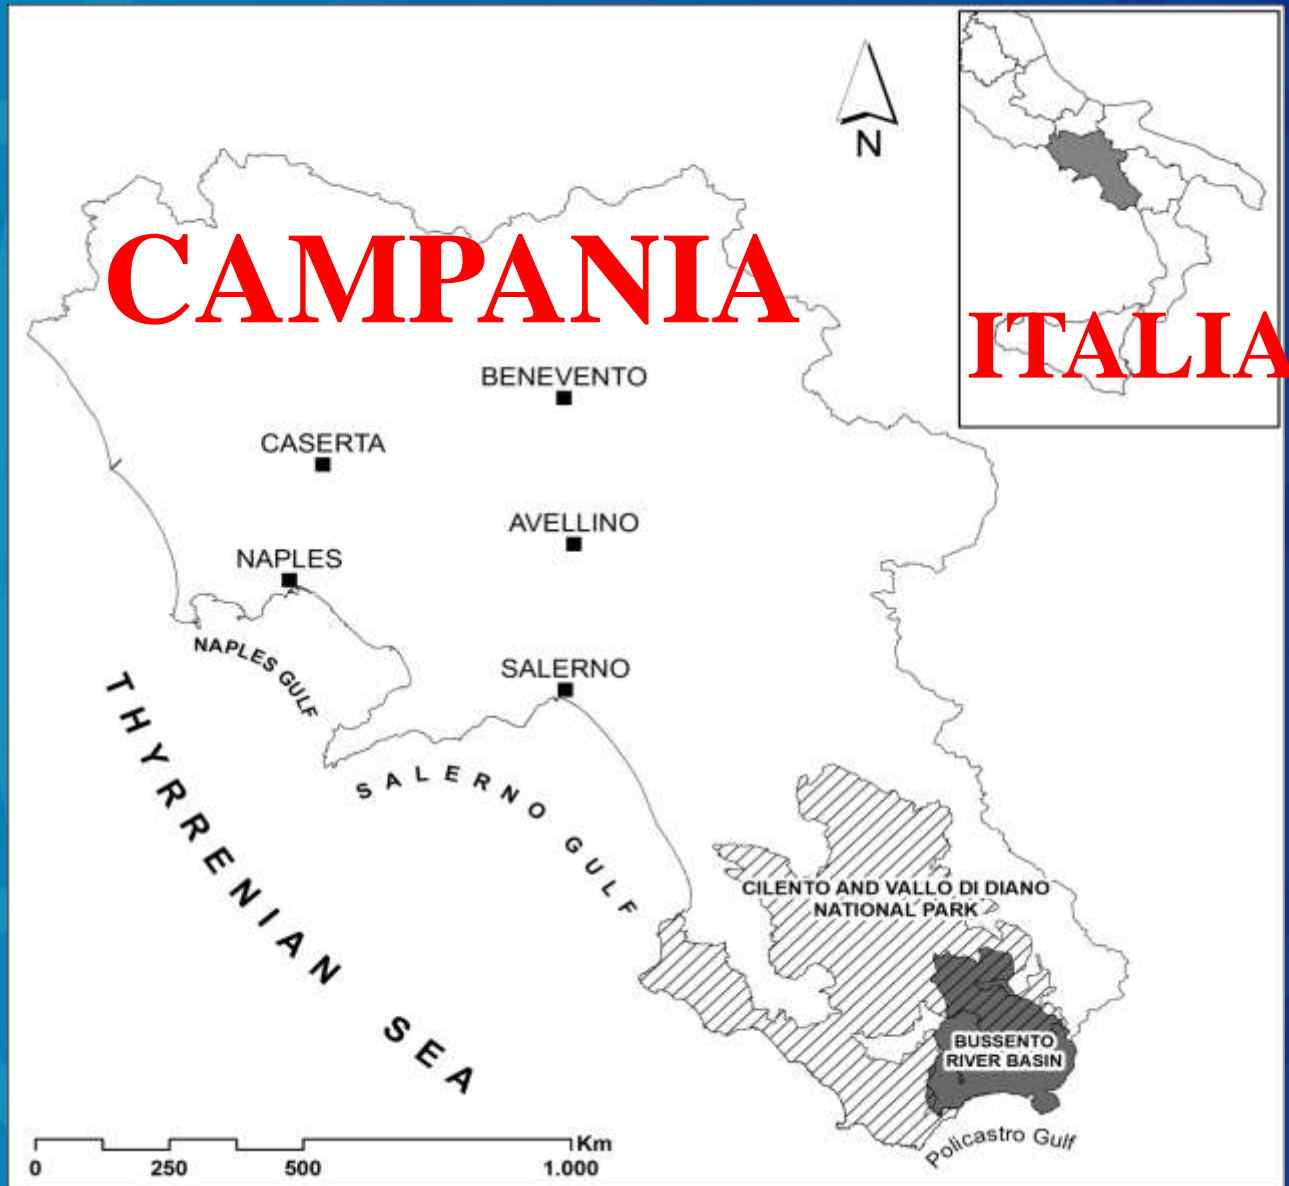 N
CAMPANIA
ITALIA
BENEVENTO
CASERTA
AVELLINO
NAPLES
NAPLES GULF
SALERNO
SALERNO GULF
THYRRENIAN SEA
CILENTO AND VALLO DI DIANO
NATIONAL PARK
BUSSENTO
RIVER BASIN
Policastro Gulf
Km
0 250 500 1.000